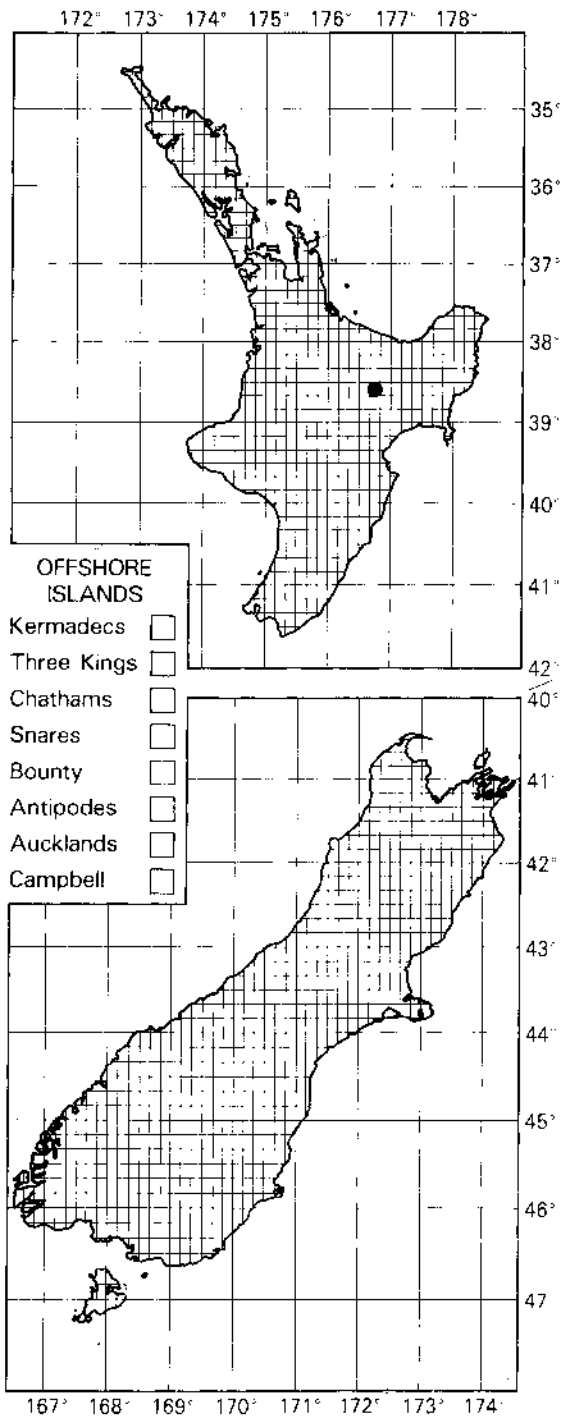 172° 173° 174° 175° 176° 177° 178°
35°
36°
37°
38°
39°
40°
41°
42°
OFFSHORE
ISLANDS
Kermadecs
Three Kings
Chathams
Snares
Bounty
Antipodes
Aucklands
Campbell
40°
41°
42°
43°
44°
45°
46°
47
167° 168° 169° 170° 171° 172° 173° 174°